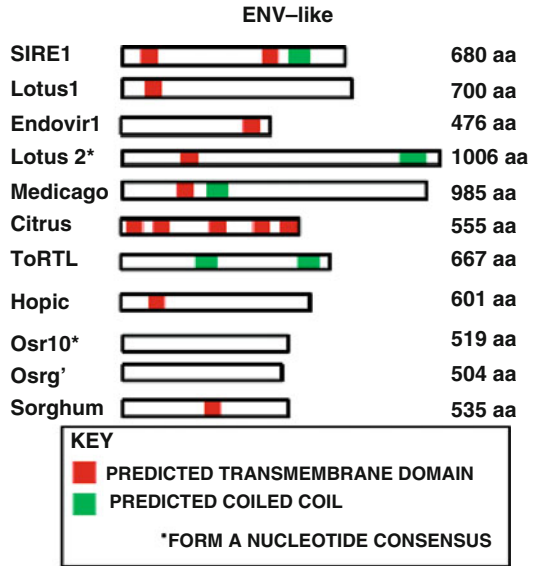 ENV–like
SIRE1 680 aa
Lotus1 700 aa
Endovir1 476 aa
Lotus 2* 1006 aa
Medicago 985 aa
Citrus 555 aa
ToRTL 667 aa
Hopic 601 aa
Osr10* 519 aa
Osrg’ 504 aa
Sorghum 535 aa
KEY
PREDICTED TRANSMEMBRANE DOMAIN
PREDICTED COILED COIL
*FORM A NUCLEOTIDE CONSENSUS